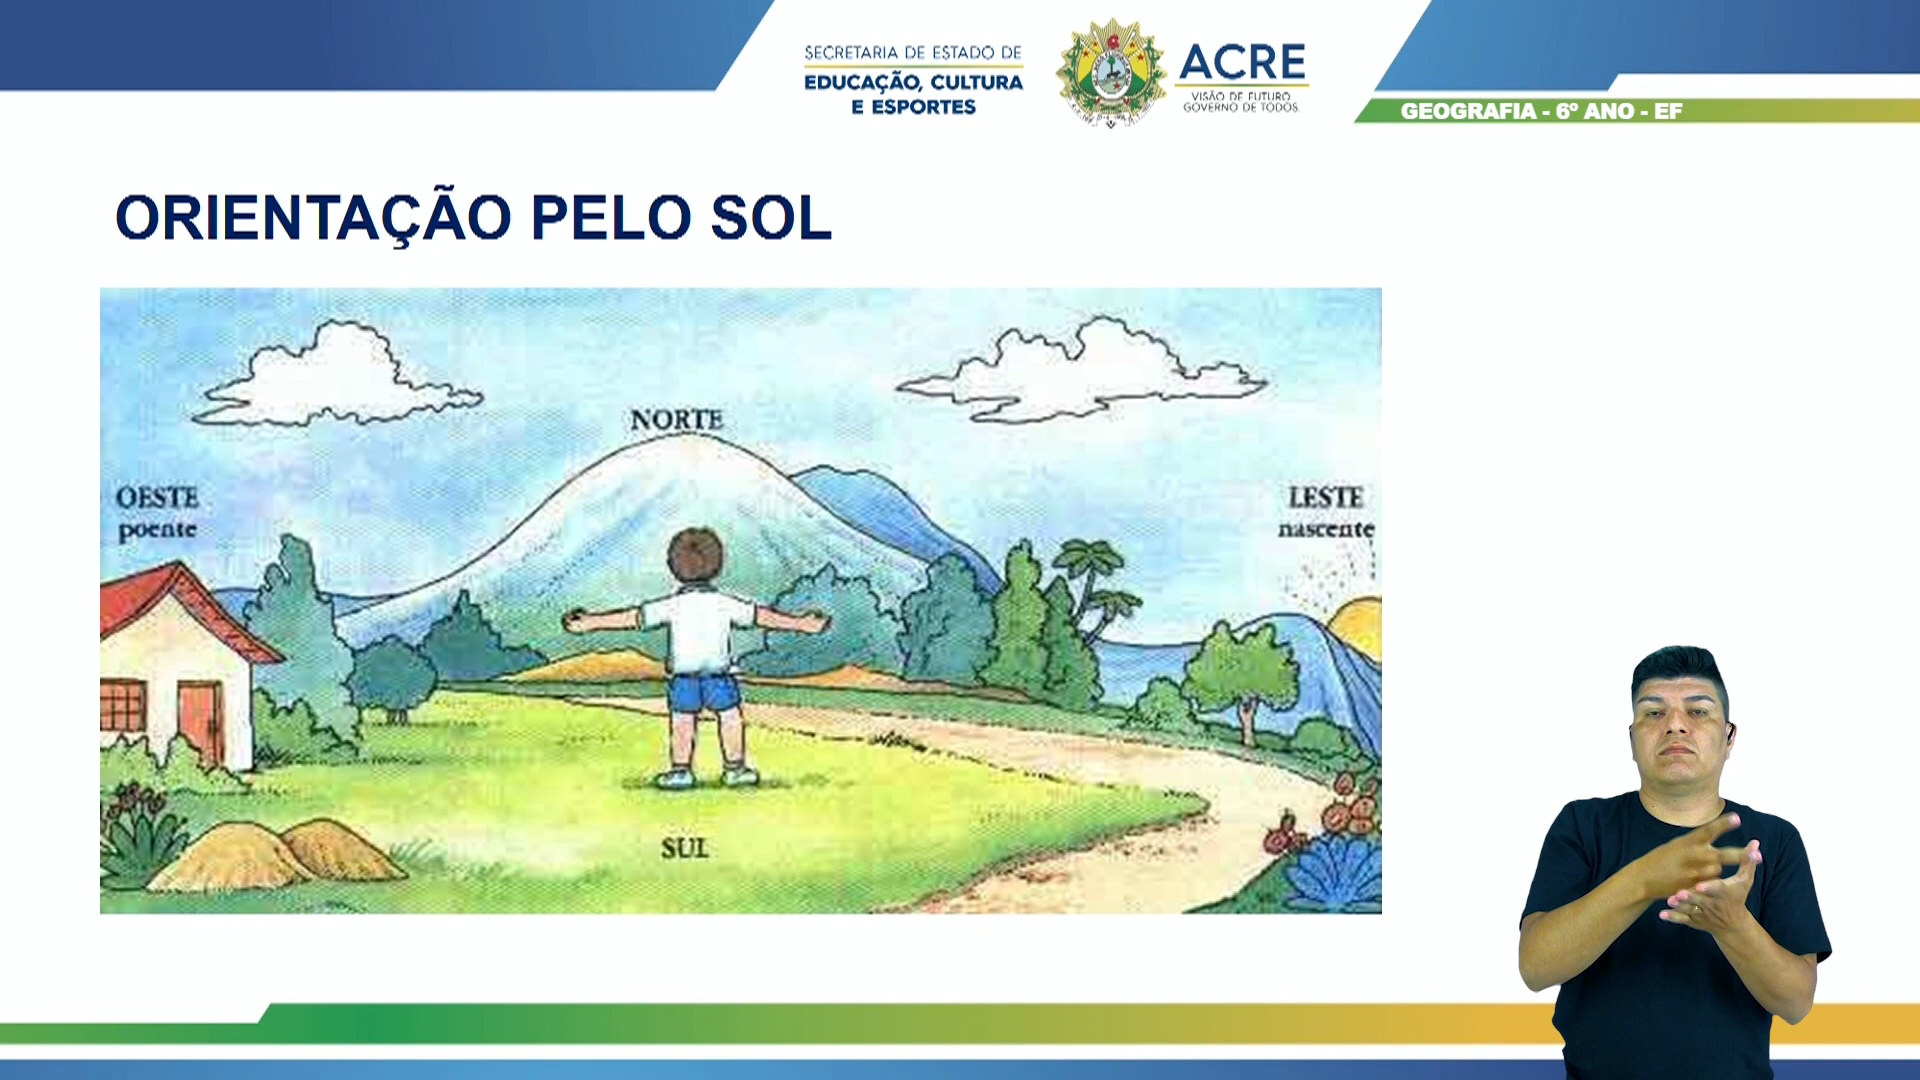 SECRETARIA DE ESTADO DE
EDUCAÇÃO, CULTURA
E ESPORTES
ACRE
VISÃO DE FUTURO
GOVERNO DE TODOS.
GEOGRAFIA - 6º ANO - EF
ORIENTAÇÃO PELO SOL
NORTE
OESTE
poente
LESTE
nascente
SUL